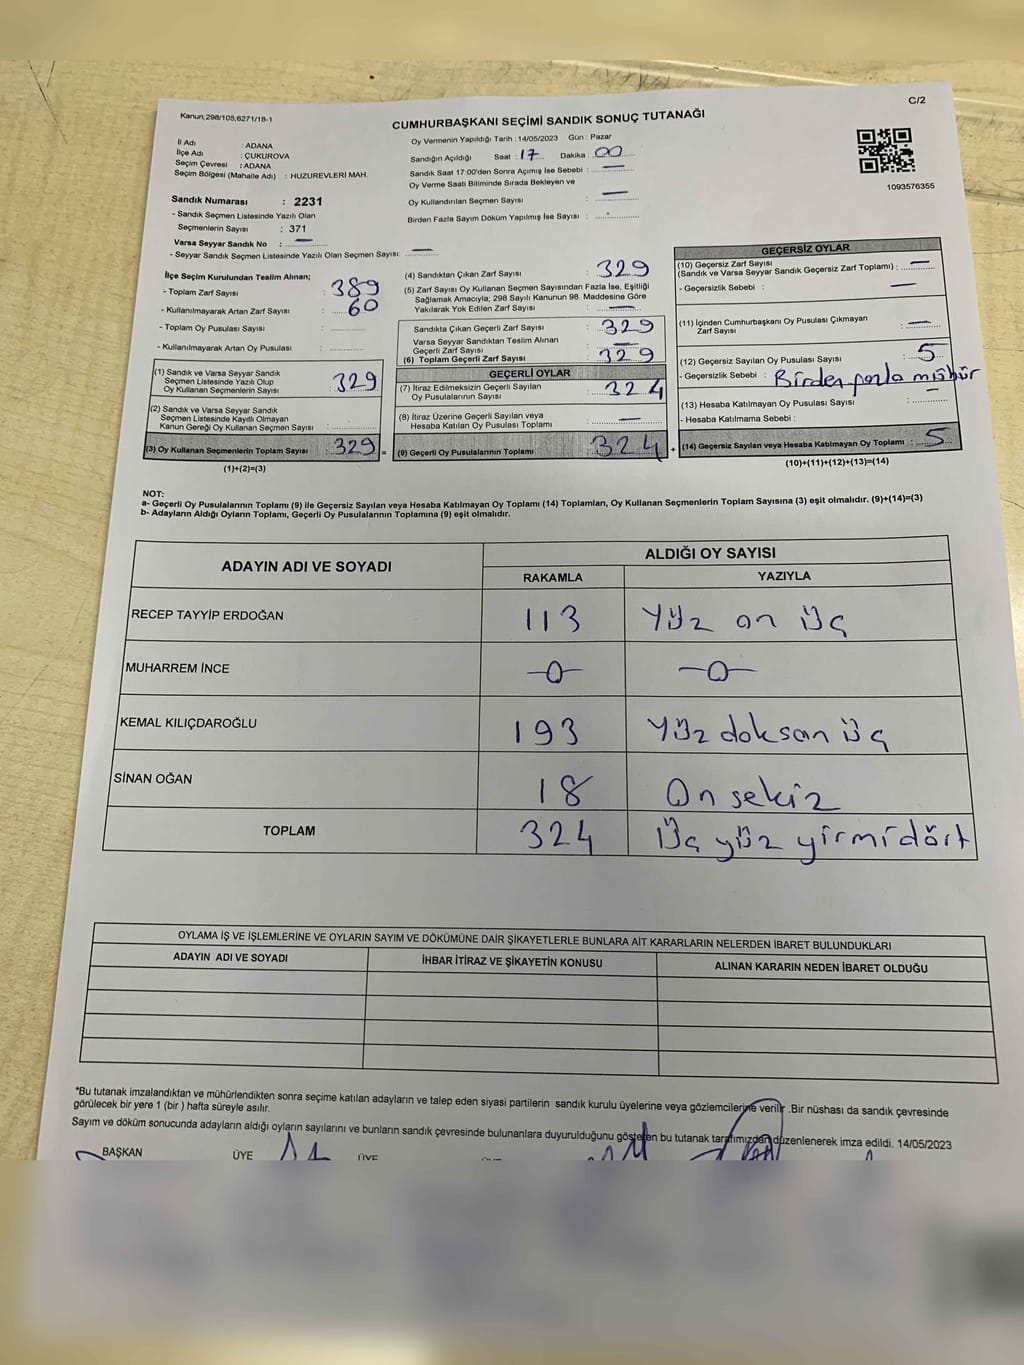 C/2
Kanun;298/105,6271/18-1
CUMHURBAŞKANI SEÇİMİ SANDIK SONUÇ TUTANAĞI
İl Adı : ADANA
İlçe Adı : ÇUKUROVA
Seçim Çevresi : ADANA
Seçim Bölgesi (Mahalle Adı) : HUZUREVLERİ MAH.
Oy Vermenin Yapıldığı Tarih : 14/05/2023 Gün : Pazar
Sandığın Açıldığı Saat : 17 Dakika 00
Sandık Saat 17:00'den Sonra Açımış İse Sebebi : —
Oy Verme Saati Bitiminde Sırada Bekleyen ve
Oy Kullandırılan Seçmen Sayısı : —
Birden Fazla Sayım Döküm Yapılmış İse Sayısı :
1093576355
Sandık Numarası : 2231
- Sandık Seçmen Listesinde Yazılı Olan
Seçmenlerin Sayısı : 371
Varsa Seyyar Sandık No : —
- Seyyar Sandık Seçmen Listesinde Yazılı Olan Seçmen Sayısı: —
İlçe Seçim Kurulundan Teslim Alınan;
- Toplam Zarf Sayısı : 389
- Kullanılmayarak Artan Zarf Sayısı : 60
- Toplam Oy Pusulası Sayısı :
- Kullanılmayarak Artan Oy Pusulası :
(1) Sandık ve Varsa Seyyar Sandık
Seçmen Listesinde Yazılı Olup
Oy Kullanan Seçmenlerin Sayısı : 329
(2) Sandık ve Varsa Seyyar Sandık
Seçmen Listesinde Kayıtlı Olmayan
Kanun Gereği Oy Kullanan Seçmen Sayısı :
(3) Oy Kullanan Seçmenlerin Toplam Sayısı : 329 =
(1)+(2)=(3)
(4) Sandıktan Çıkan Zarf Sayısı : 329
(5) Zarf Sayısı Oy Kullanan Seçmen Sayısından Fazla İse, Eşitliği
Sağlamak Amacıyla; 298 Sayılı Kanunun 98. Maddesine Göre
Yakılarak Yok Edilen Zarf Sayısı : —
Sandıkta Çıkan Geçerli Zarf Sayısı : 329
Varsa Seyyar Sandıktan Teslim Alınan
Geçerli Zarf Sayısı : —
(6) Toplam Geçerli Zarf Sayısı : 329
GEÇERLİ OYLAR
(7) İtiraz Edilmeksizin Geçerli Sayılan
Oy Pusulalarının Sayısı : 324
(8) İtiraz Üzerine Geçerli Sayılan veya
Hesaba Katılan Oy Pusulası Toplamı : —
(9) Geçerli Oy Pusulalarının Toplamı : 324 +
GEÇERSİZ OYLAR
(10) Geçersiz Zarf Sayısı
(Sandık ve Varsa Seyyar Sandık Geçersiz Zarf Toplamı) : —
- Geçersizlik Sebebi : —
(11) İçinden Cumhurbaşkanı Oy Pusulası Çıkmayan
Zarf Sayısı : —
(12) Geçersiz Sayılan Oy Pusulası Sayısı : 5
- Geçersizlik Sebebi : Birden fazla mühür
(13) Hesaba Katılmayan Oy Pusulası Sayısı : —
- Hesaba Katılmama Sebebi :
(14) Geçersiz Sayılan veya Hesaba Katılmayan Oy Toplamı : 5
(10)+(11)+(12)+(13)=(14)
NOT:
a- Geçerli Oy Pusulalarının Toplamı (9) ile Geçersiz Sayılan veya Hesaba Katılmayan Oy Toplamı (14) Toplamları, Oy Kullanan Seçmenlerin Toplam Sayısına (3) eşit olmalıdır. (9)+(14)=(3)
b- Adayların Aldığı Oyların Toplamı, Geçerli Oy Pusulalarının Toplamına (9) eşit olmalıdır.
ADAYIN ADI VE SOYADI
ALDIĞI OY SAYISI
RAKAMLA YAZIYLA
RECEP TAYYİP ERDOĞAN 113 Yüz on üç
MUHARREM İNCE —0— —0—
KEMAL KILIÇDAROĞLU 193 Yüz doksan üç
SİNAN OĞAN 18 On sekiz
TOPLAM 324 Üç yüz yirmidört
OYLAMA İŞ VE İŞLEMLERİNE VE OYLARIN SAYIM VE DÖKÜMÜNE DAİR ŞİKAYETLERLE BUNLARA AİT KARARLARIN NELERDEN İBARET BULUNDUKLARI
ADAYIN ADI VE SOYADI İHBAR İTİRAZ VE ŞİKAYETİN KONUSU ALINAN KARARIN NEDEN İBARET OLDUĞU
*Bu tutanak imzalandıktan ve mühürlendikten sonra seçime katılan adayların ve talep eden siyasi partilerin sandık kurulu üyelerine veya gözlemcilerine verilir .Bir nüshası da sandık çevresinde
görülecek bir yere 1 (bir ) hafta süreyle asılır.
Sayım ve döküm sonucunda adayların aldığı oyların sayılarını ve bunların sandık çevresinde bulunanlara duyurulduğunu gösteren bu tutanak tarafımızdan düzenlenerek imza edildi. 14/05/2023
BAŞKAN ÜYE ÜYE